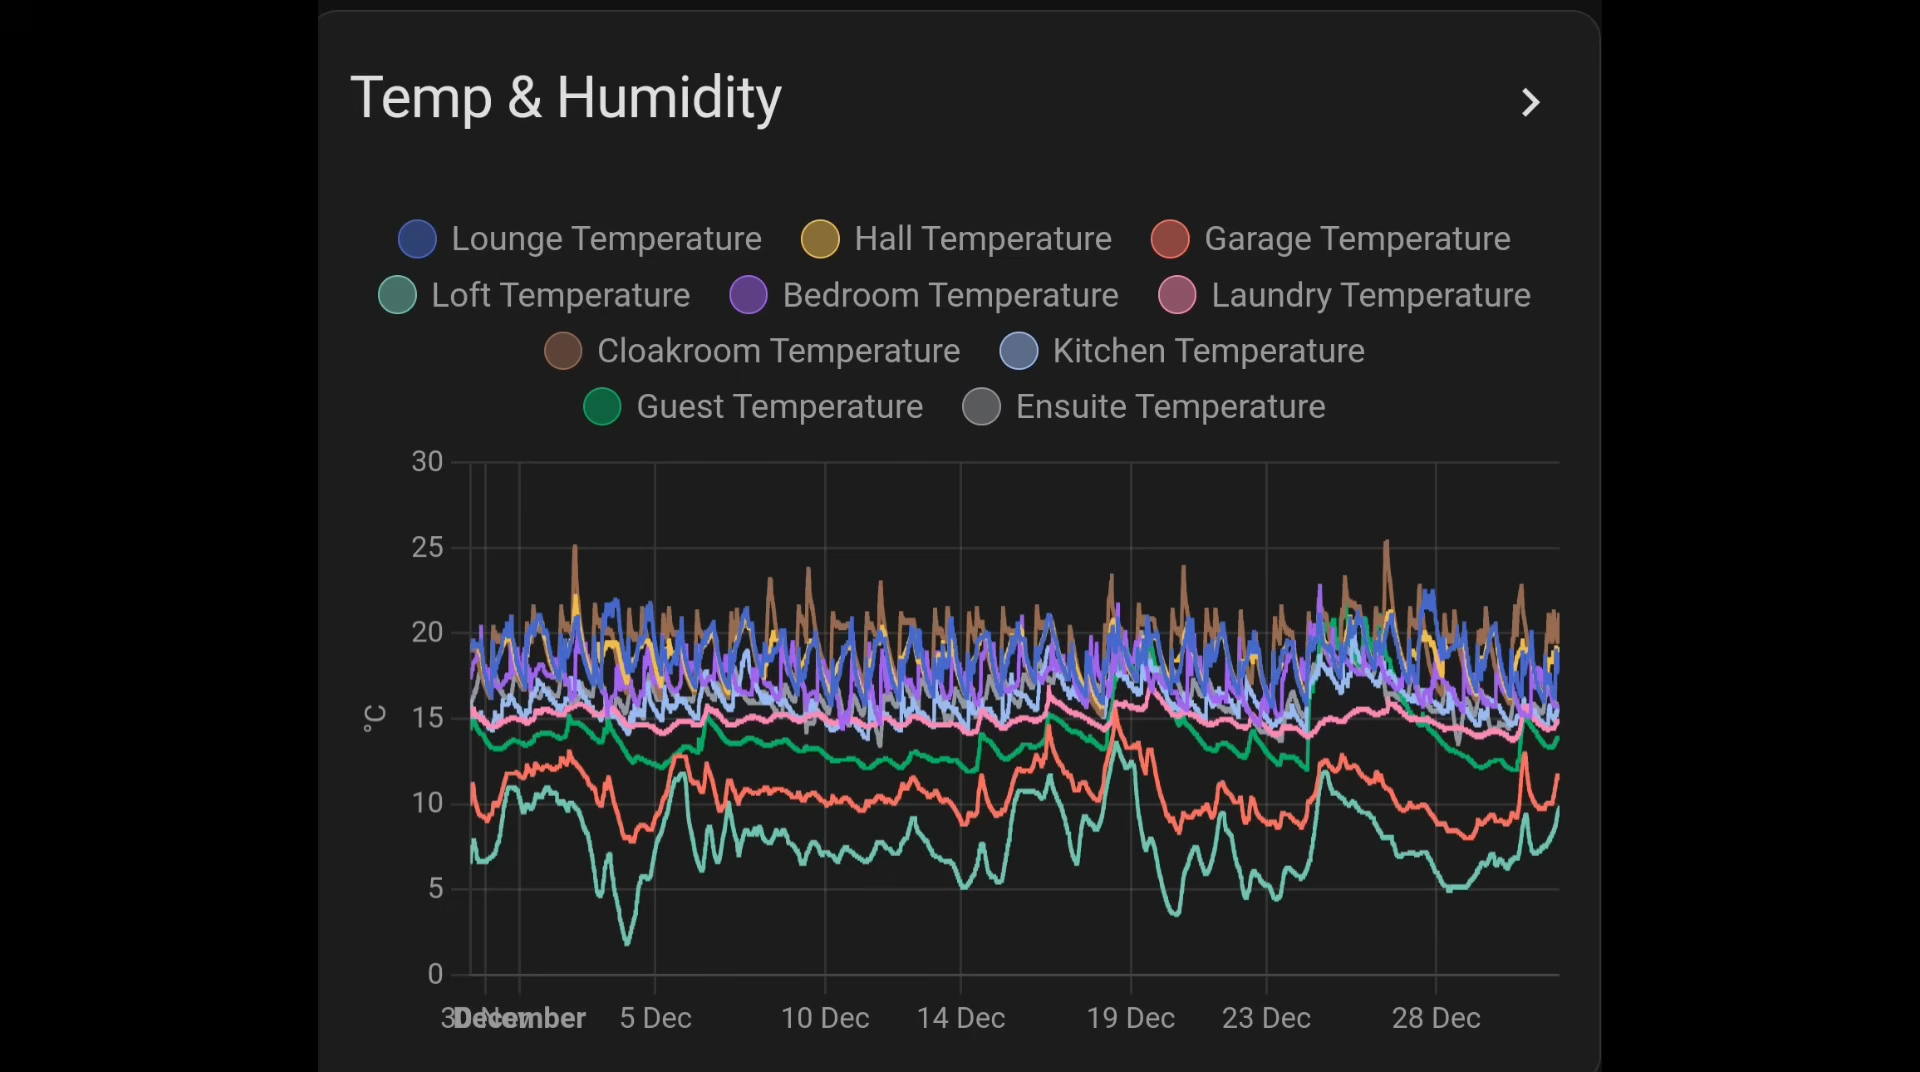 Temp & Humidity
Lounge Temperature Hall Temperature Garage Temperature
Loft Temperature Bedroom Temperature Laundry Temperature
Cloakroom Temperature Kitchen Temperature
Guest Temperature Ensuite Temperature
30
25
20
15
°C
10
5
0
December 5 Dec 10 Dec 14 Dec 19 Dec 23 Dec 28 Dec